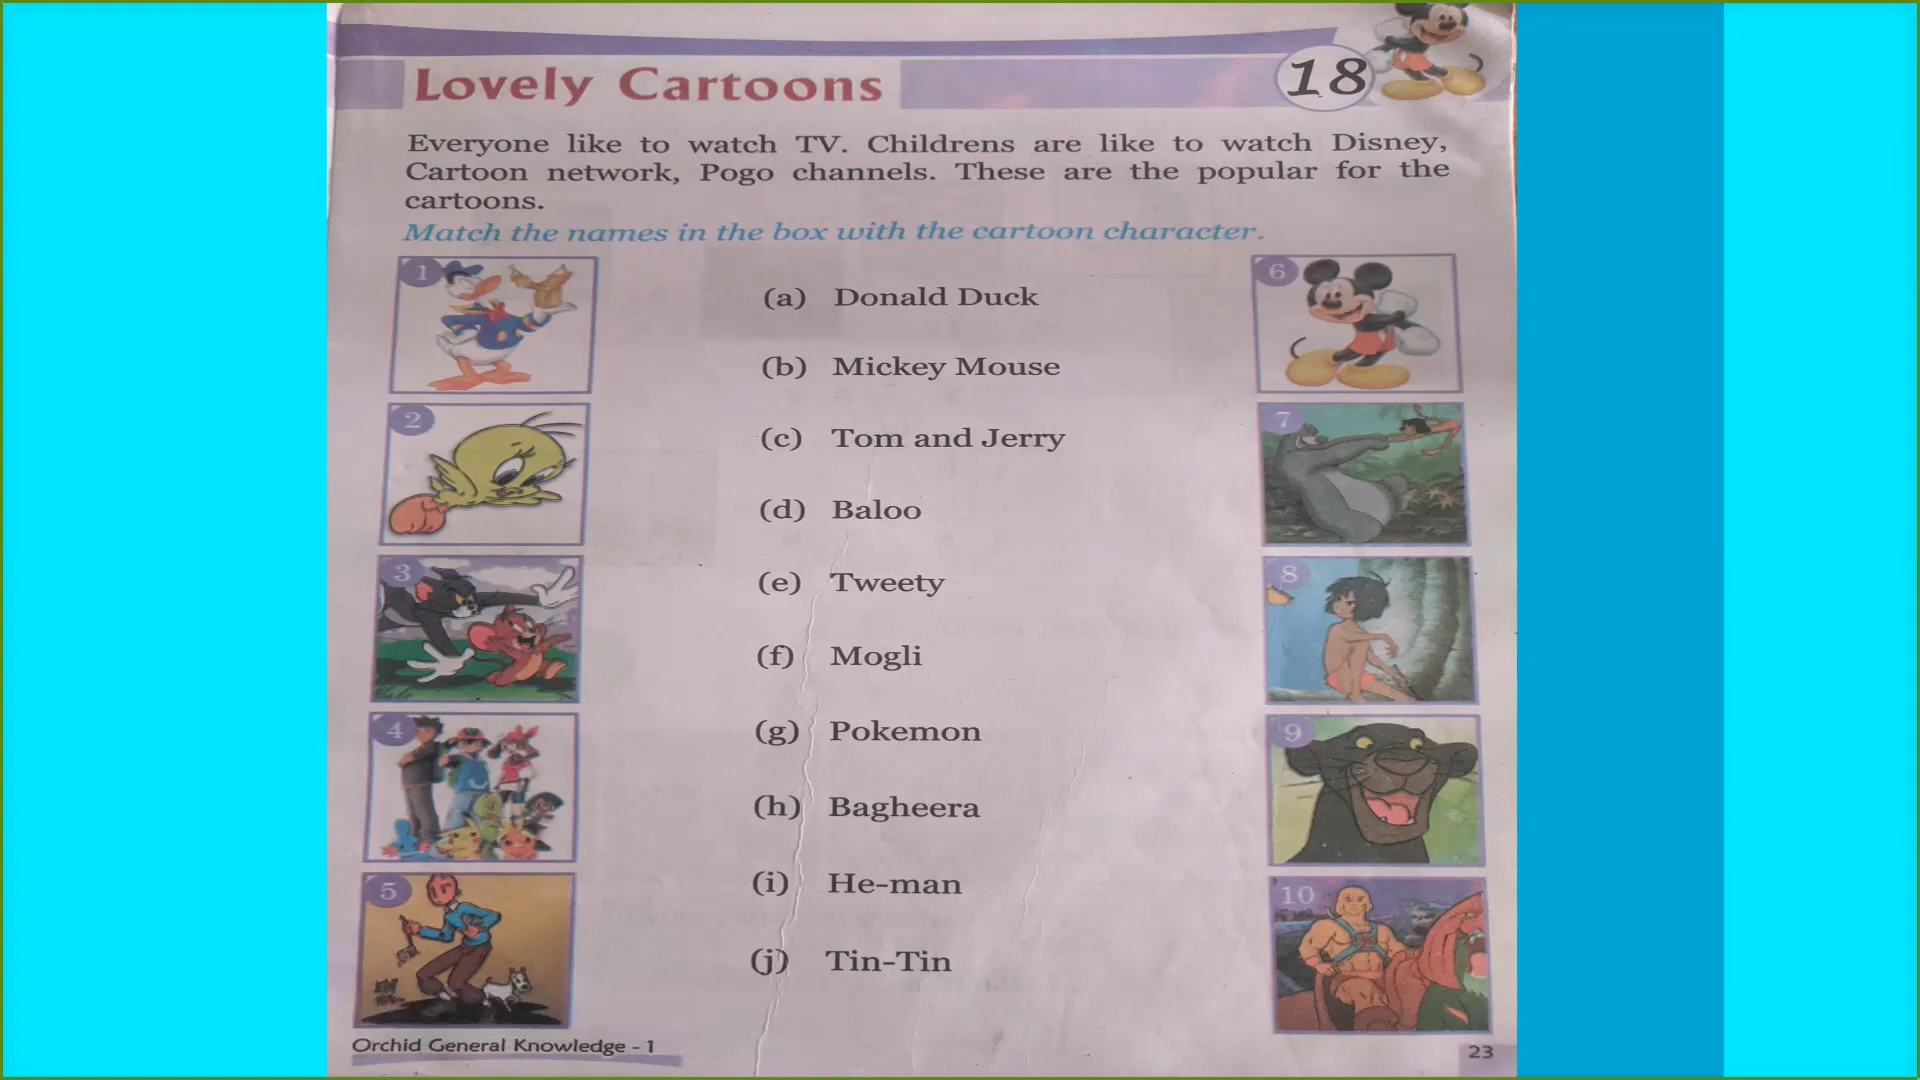 Lovely Cartoons
18
Everyone like to watch TV. Childrens are like to watch Disney,
Cartoon network, Pogo channels. These are the popular for the
cartoons.
Match the names in the box with the cartoon character.
1
2
3
4
5
(a) Donald Duck
(b) Mickey Mouse
(c) Tom and Jerry
(d) Baloo
(e) Tweety
(f) Mogli
(g) Pokemon
(h) Bagheera
(i) He-man
(j) Tin-Tin
6
7
8
9
10
Orchid General Knowledge - 1
23